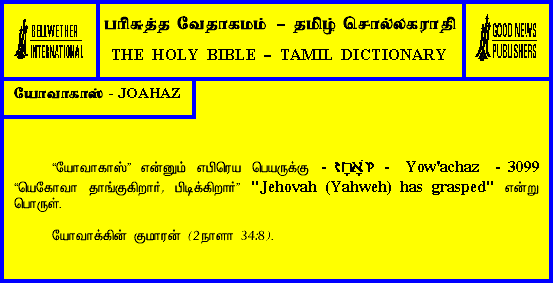 BELLWETHER
INTERNATIONAL
பரிசுத்த வேதாகமம் – தமிழ் சொல்லகராதி
THE HOLY BIBLE – TAMIL DICTIONARY
GOOD NEWS
PUBLISHERS
யோவாகாஸ் - JOAHAZ
“யோவாகாஸ்” என்னும் எபிரெய பெயருக்கு - יוֹאָחָז - Yow'achaz - 3099
“யெகோவா தாங்குகிறார், பிடிக்கிறார்” "Jehovah (Yahweh) has grasped" என்று
பொருள்.
யோவாக்கின் குமாரன் (2நாளா 34:8).